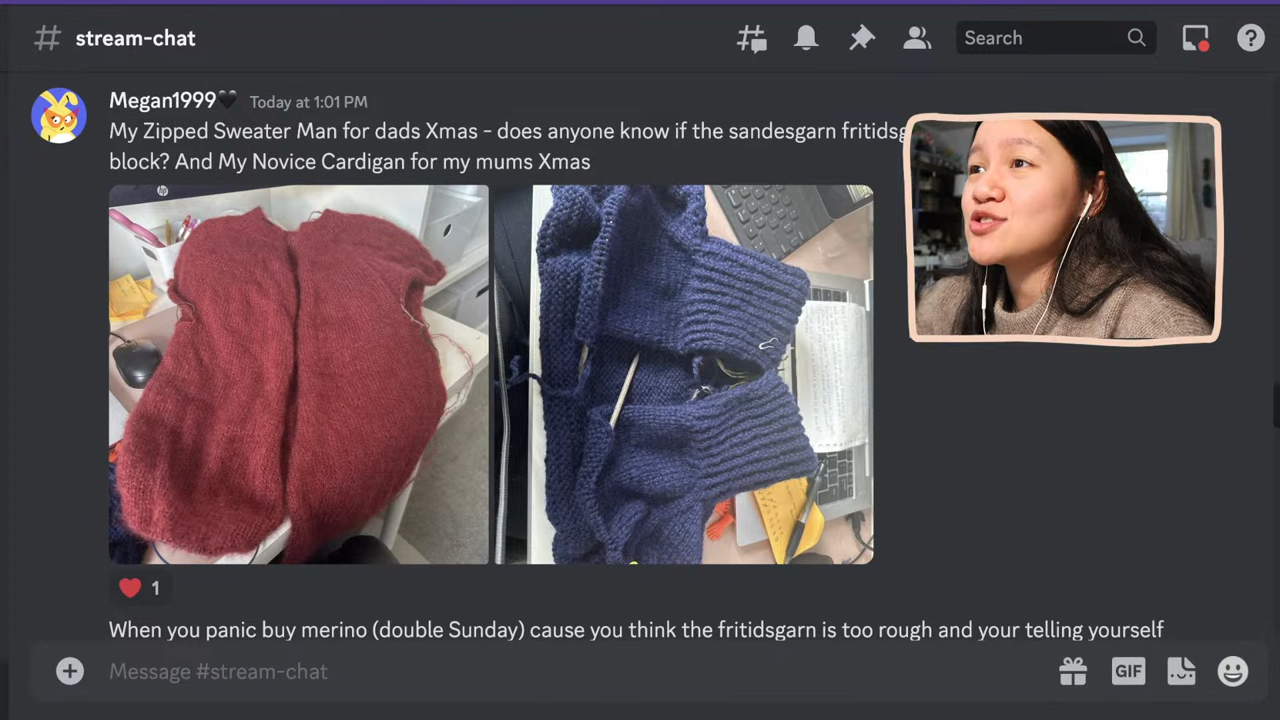 stream-chat
Search
Megan1999🖤 Today at 1:01 PM
My Zipped Sweater Man for dads Xmas - does anyone know if the sandesgarn
block? And My Novice Cardigan for my mums Xmas
hp
1
When you panic buy merino (double Sunday) cause you think the fritidsgarn is too rough and your telling yourself
Message #stream-chat
GIF